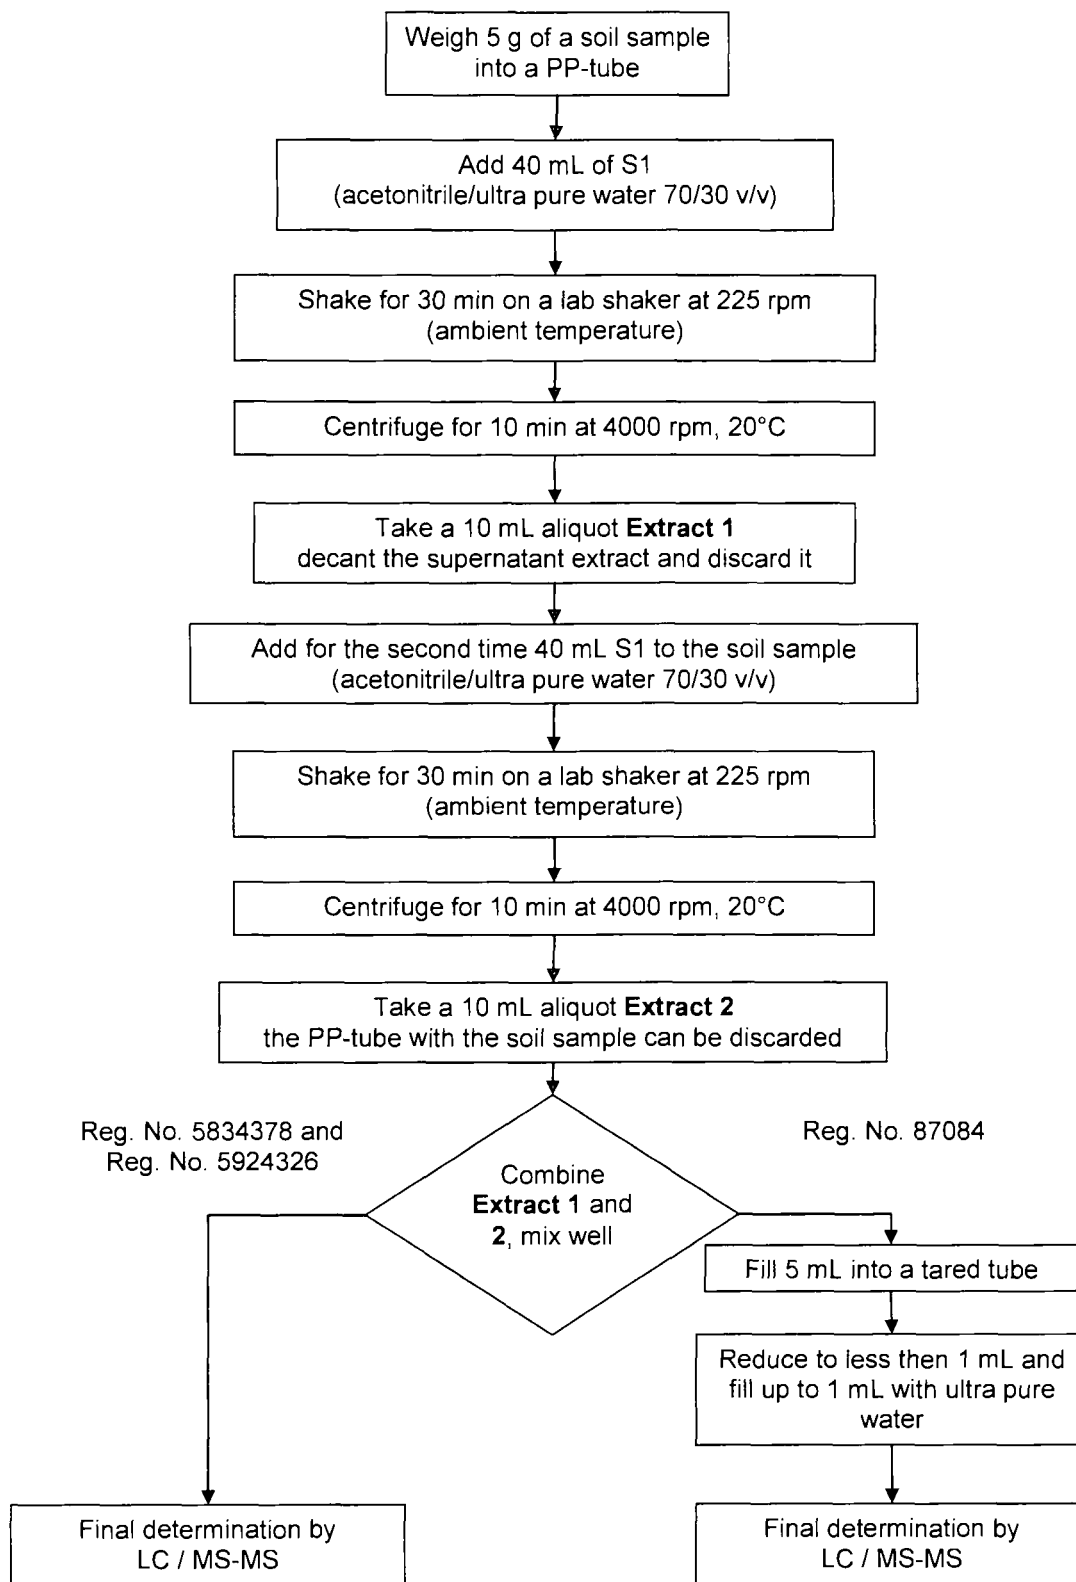 Weigh 5 g of a soil sample
into a PP-tube
Add 40 mL of S1
(acetonitrile/ultra pure water 70/30 v/v)
Shake for 30 min on a lab shaker at 225 rpm
(ambient temperature)
Centrifuge for 10 min at 4000 rpm, 20°C
Take a 10 mL aliquot Extract 1
decant the supernatant extract and discard it
Add for the second time 40 mL S1 to the soil sample
(acetonitrile/ultra pure water 70/30 v/v)
Shake for 30 min on a lab shaker at 225 rpm
(ambient temperature)
Centrifuge for 10 min at 4000 rpm, 20°C
Take a 10 mL aliquot Extract 2
the PP-tube with the soil sample can be discarded
Reg. No. 5834378 and
Reg. No. 5924326
Combine
Extract 1 and
2, mix well
Reg. No. 87084
Fill 5 mL into a tared tube
Reduce to less then 1 mL and
fill up to 1 mL with ultra pure
water
Final determination by
LC / MS-MS
Final determination by
LC / MS-MS